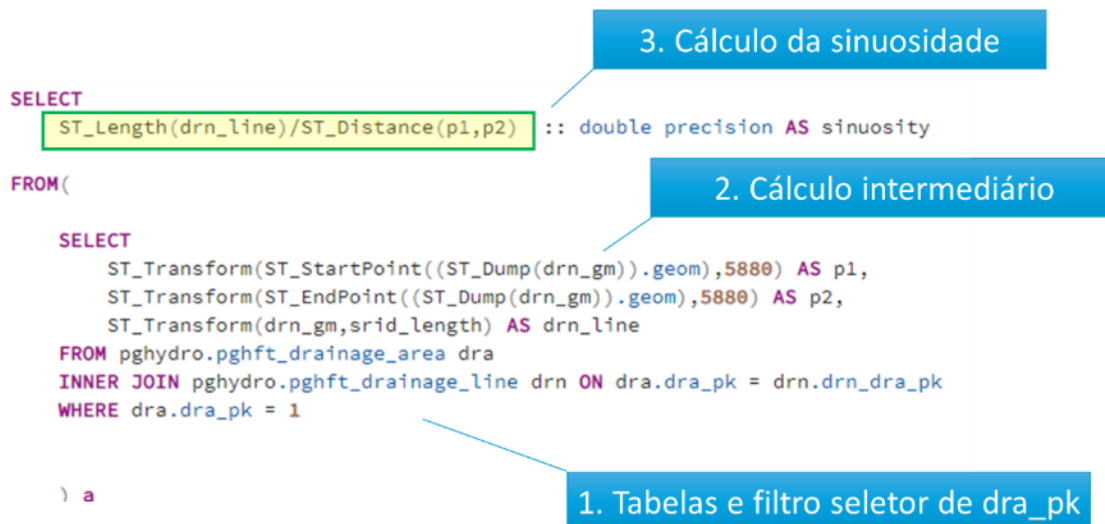 3. Cálculo da sinuosidade
SELECT
ST_Length(drn_line)/ST_Distance(p1,p2) :: double precision AS sinuosity
FROM(
2. Cálculo intermediário
SELECT
ST_Transform(ST_StartPoint((ST_Dump(drn_gm)).geom),5880) AS p1,
ST_Transform(ST_EndPoint((ST_Dump(drn_gm)).geom),5880) AS p2,
ST_Transform(drn_gm,srid_length) AS drn_line
FROM pghydro.pghft_drainage_area dra
INNER JOIN pghydro.pghft_drainage_line drn ON dra.dra_pk = drn.drn_dra_pk
WHERE dra.dra_pk = 1
) a
1. Tabelas e filtro seletor de dra_pk